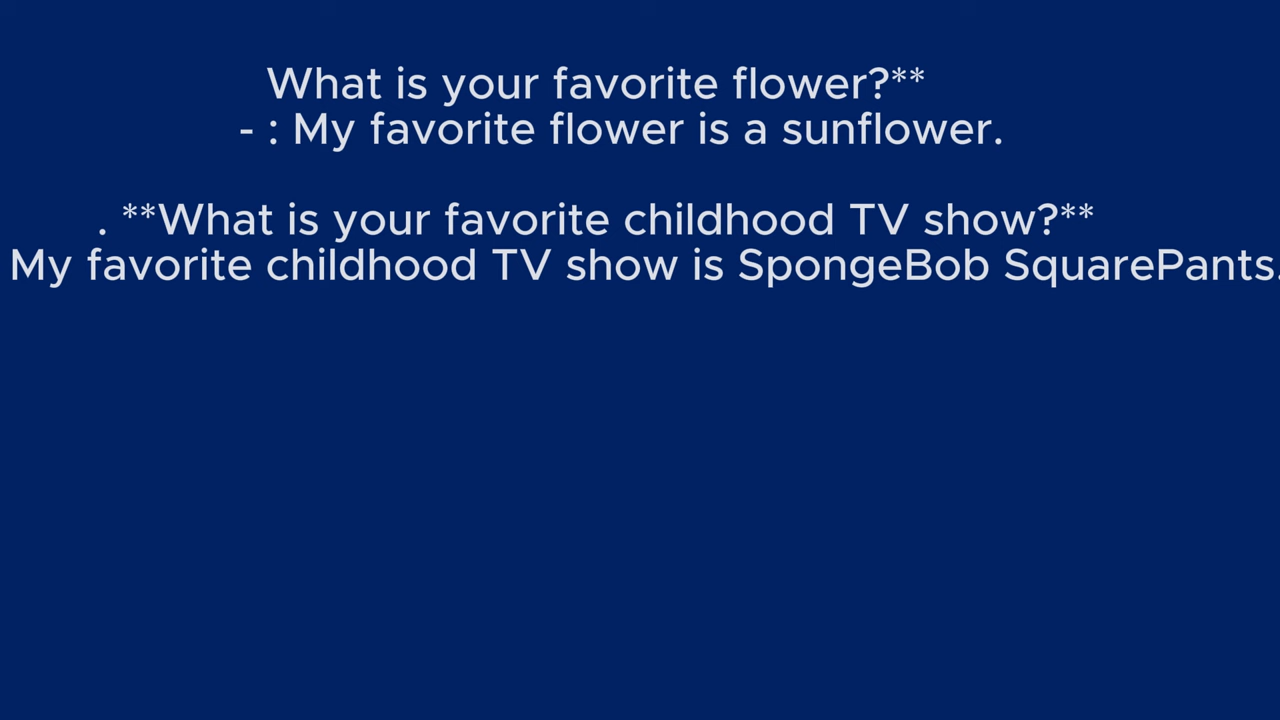 What is your favorite flower?**
- : My favorite flower is a sunflower.
. **What is your favorite childhood TV show?**
My favorite childhood TV show is SpongeBob SquarePants.